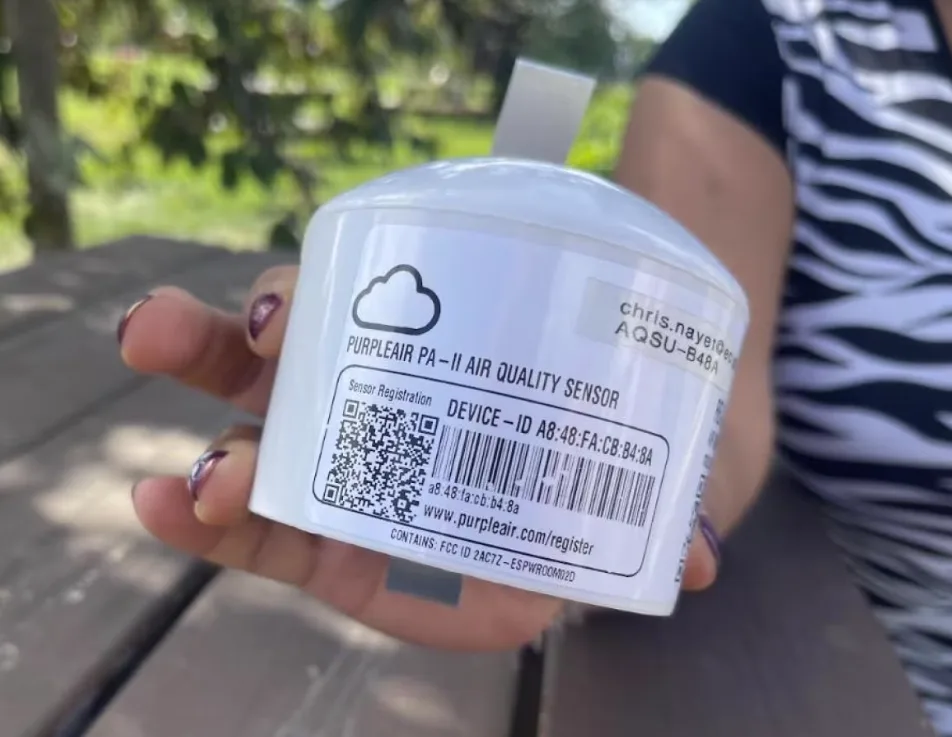 chris.nayet@ec
AQSU-B48A
PURPLEAIR PA-II AIR QUALITY SENSOR
Sensor Registration
DEVICE-ID A8:48:FA:CB:B4:8A
a8:48:fa:cb:b4:8a
www.purpleair.com/register
CONTAINS: FCC ID 2AC7Z-ESPWROOM02D